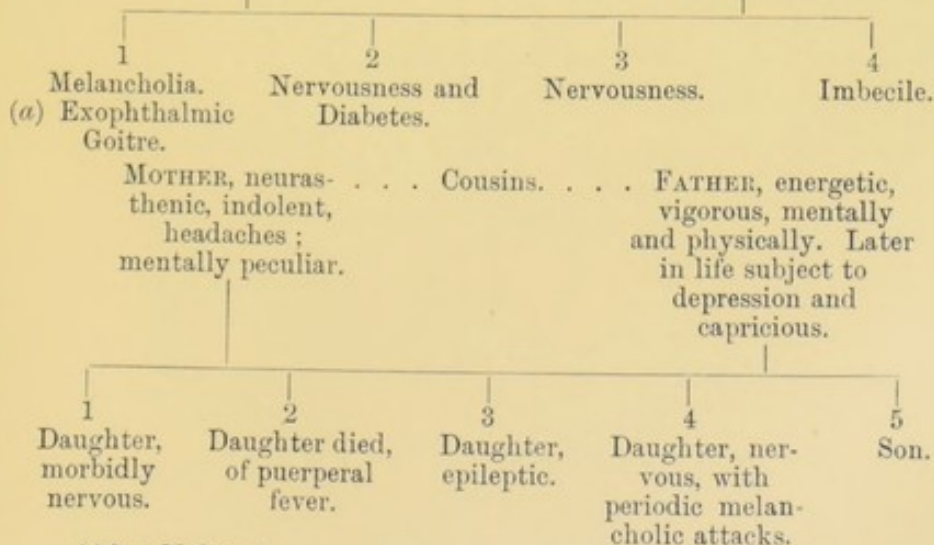 1 2 3 4
Melancholia. Nervousness and Nervousness. Imbecile.
(a) Exophthalmic Diabetes.
Goitre.
MOTHER, neuras- . . . Cousins. . . . FATHER, energetic,
thenic, indolent, vigorous, mentally
headaches ; and physically. Later
mentally peculiar. in life subject to
depression and
capricious.
1 2 3 4 5
Daughter, Daughter died, Daughter, Daughter, ner- Son.
morbidly of puerperal epileptic. vous, with
nervous. fever. periodic melan-
cholic attacks.